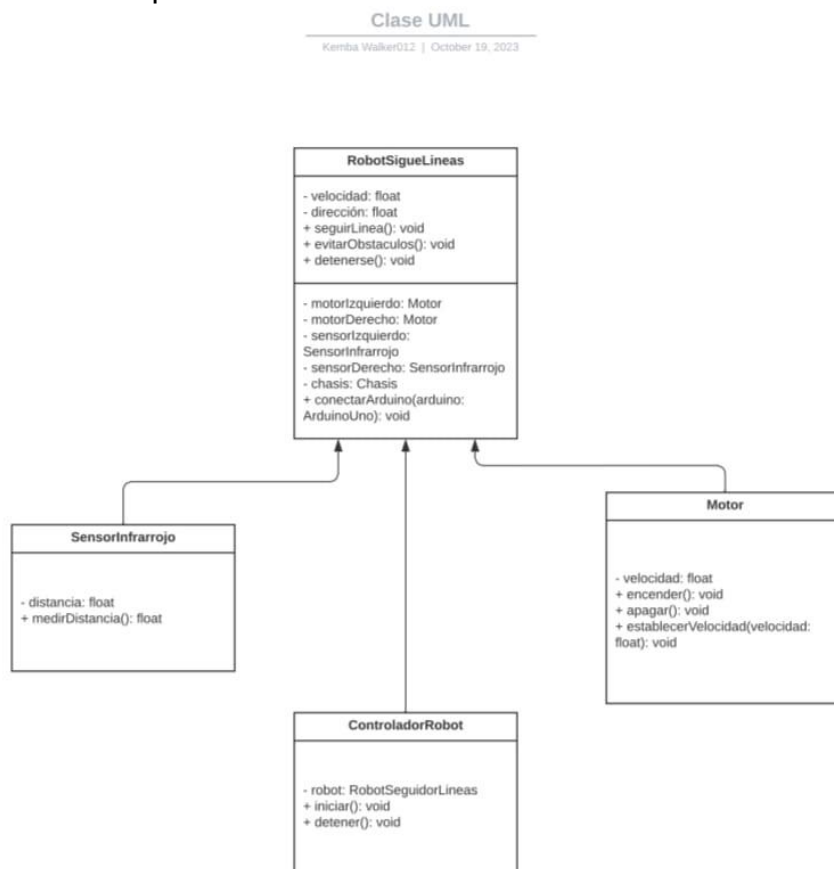 Clase UML
Kemba Walker012 | October 19, 2023
RobotSigueLineas
- velocidad: float
- dirección: float
+ seguirLinea(): void
+ evitarObstaculos(): void
+ detenerse(): void
- motorIzquierdo: Motor
- motorDerecho: Motor
- sensorIzquierdo:
SensorInfrarrojo
- sensorDerecho: SensorInfrarrojo
- chasis: Chasis
+ conectarArduino(arduino:
ArduinoUno): void
SensorInfrarrojo
- distancia: float
+ medirDistancia(): float
Motor
- velocidad: float
+ encender(): void
+ apagar(): void
+ establecerVelocidad(velocidad:
float): void
ControladorRobot
- robot: RobotSeguidorLineas
+ iniciar(): void
+ detener(): void